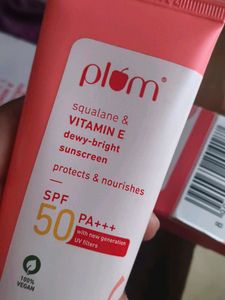 plum®
squalane &
VITAMIN E
dewy-bright
sunscreen
protects & nourishes
SPF
50 PA+++
with new generation
UV filters
100%
VEGAN